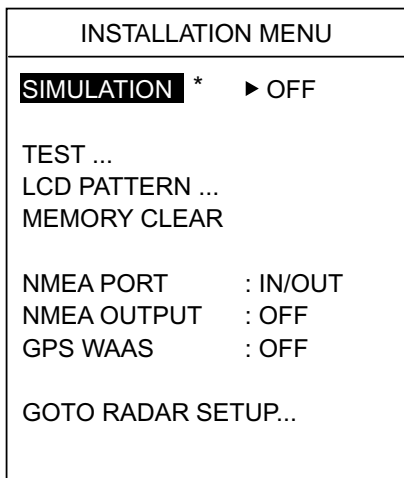 INSTALLATION MENU
SIMULATION * ▶ OFF
TEST ...
LCD PATTERN ...
MEMORY CLEAR
NMEA PORT : IN/OUT
NMEA OUTPUT : OFF
GPS WAAS : OFF
GOTO RADAR SETUP...